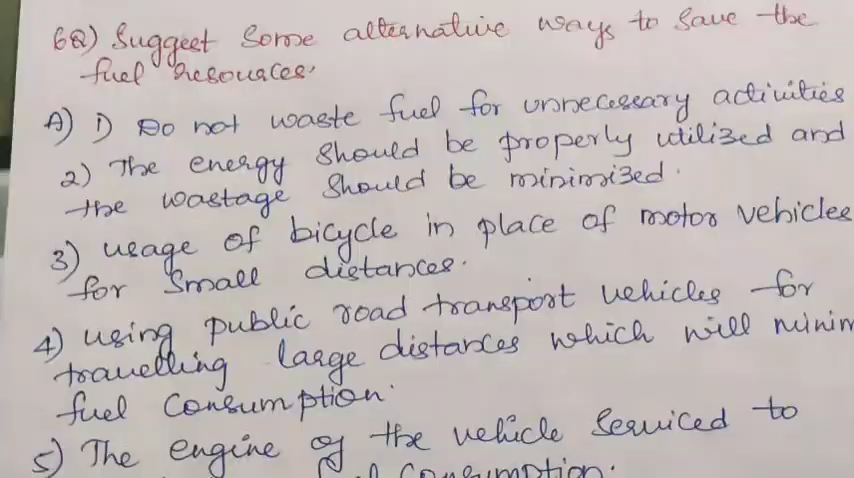 6Q) Suggest Some alternative ways to save the
fuel resources.
A) 1) Do not waste fuel for unnecessary activities
2) The energy should be properly utilized and
the wastage should be minimized.
3) usage of bicycle in place of motor vehicles
for small distances.
4) using public road transport vehicles for
travelling large distances which will minim
fuel consumption.
5) The engine of the vehicle serviced to
consumption.